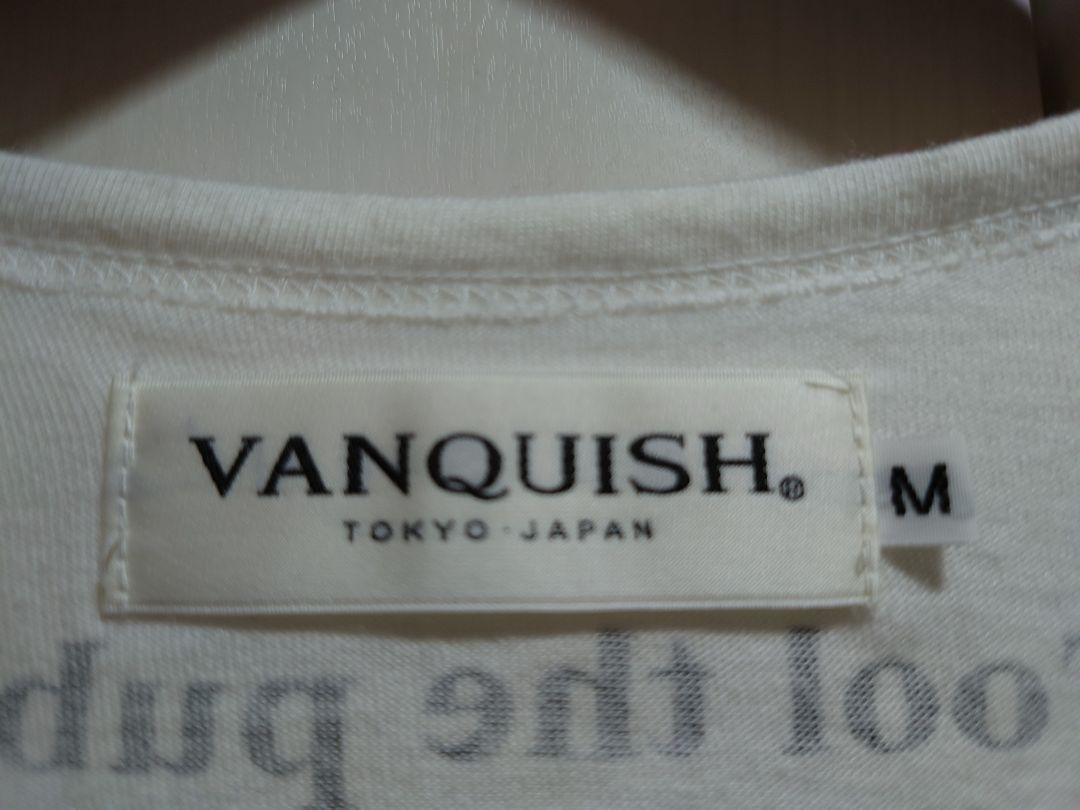 VANQUISH®
TOKYO · JAPAN
M
the